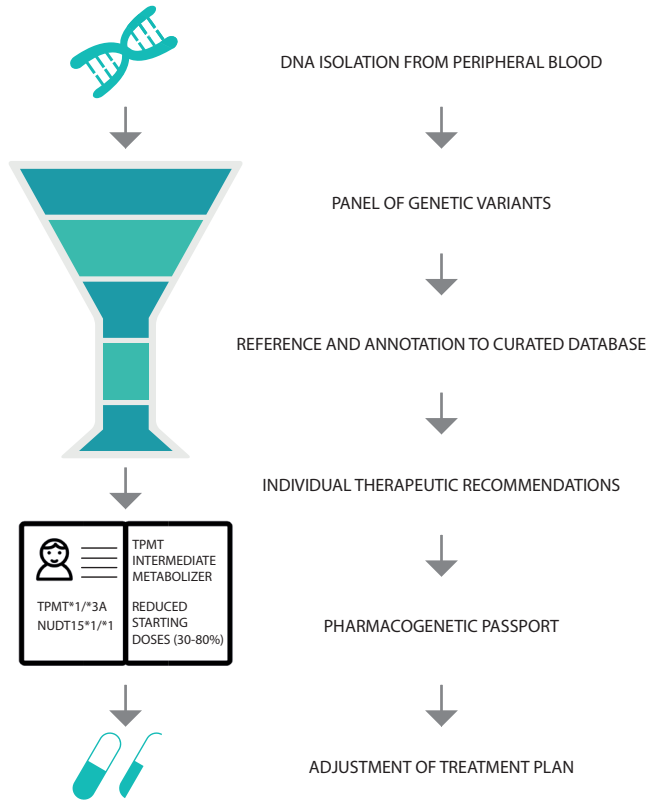 DNA ISOLATION FROM PERIPHERAL BLOOD
PANEL OF GENETIC VARIANTS
REFERENCE AND ANNOTATION TO CURATED DATABASE
INDIVIDUAL THERAPEUTIC RECOMMENDATIONS
TPMT*1/*3A
NUDT15*1/*1
TPMT
INTERMEDIATE
METABOLIZER
REDUCED
STARTING
DOSES (30-80%)
PHARMACOGENETIC PASSPORT
ADJUSTMENT OF TREATMENT PLAN